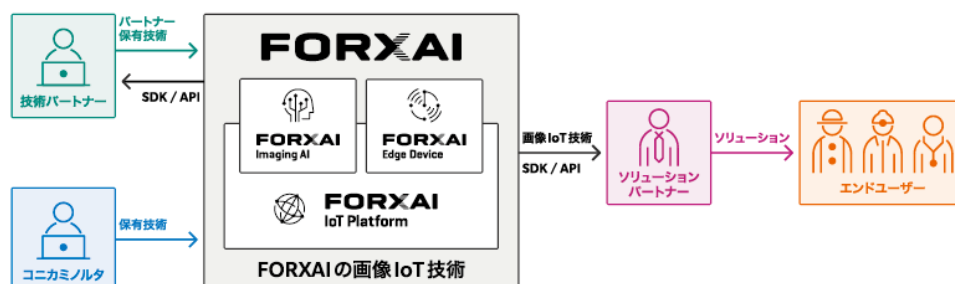 技術パートナー
パートナー
保有技術
SDK / API
コニカミノルタ
保有技術
FORXAI
FORXAI
Imaging AI
FORXAI
Edge Device
FORXAI
IoT Platform
FORXAIの画像IoT技術
画像IoT技術
SDK / API
ソリューション
パートナー
ソリューション
エンドユーザー